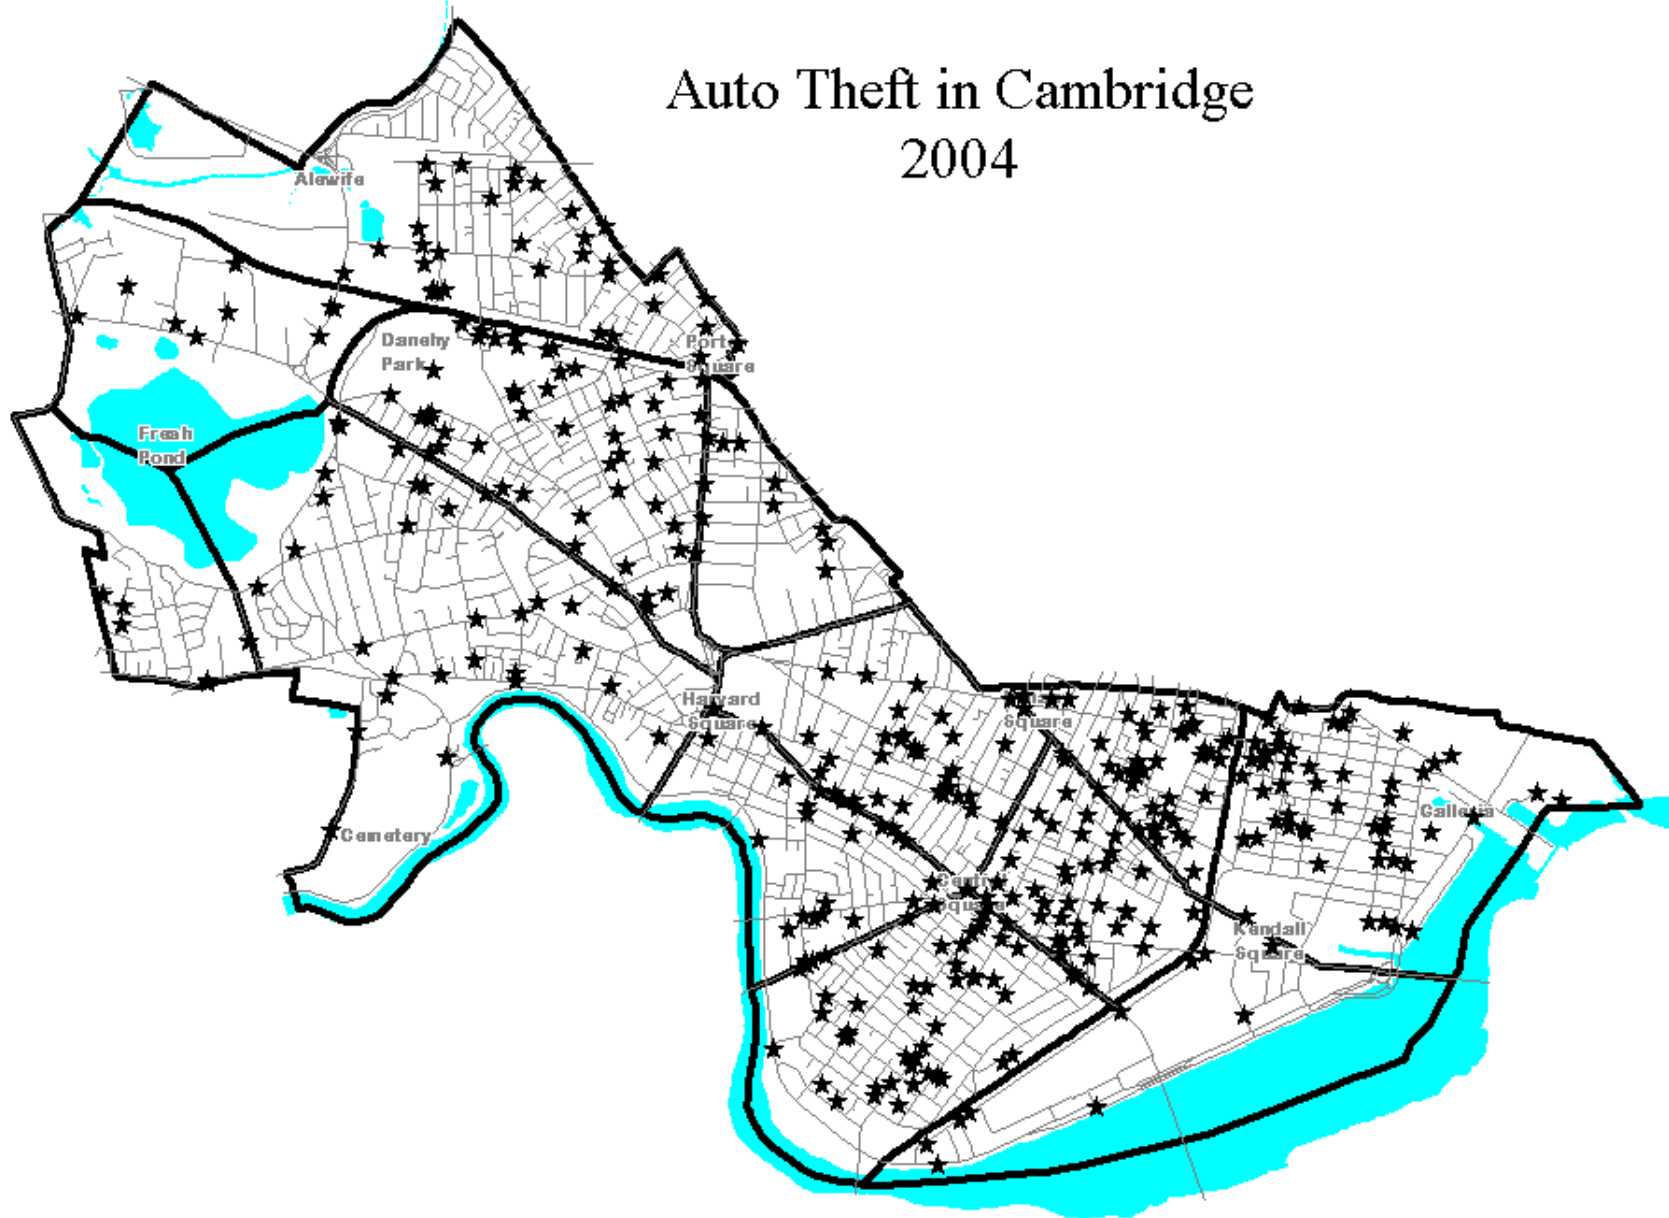 Auto Theft in Cambridge
2004
Alewife
Danehy
Park
Porter
Square
Fresh
Pond
Harvard
Square
Square
Cemetery
Galleria
Central
Square
Kendall
Square